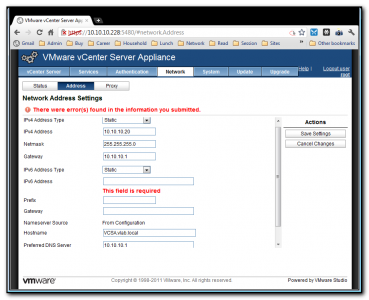 https://10.10.10.228:5480/#network.Address
Gmail Admin Buy Career Household Lunch Network Read Session Sites » Other bookmarks
VMware vCenter Server Appliance
Help | Logout user root
vCenter Server Services Authentication Network System Update Upgrade
Status Address Proxy
Network Address Settings
There were error(s) found in the information you submitted.
IPv4 Address Type Static
IPv4 Address 10.10.10.20
Netmask 255.255.255.0
Gateway 10.10.10.1
IPv6 Address Type Static
IPv6 Address
This field is required
Prefix
Gateway
Nameserver Source From Configuration
Hostname VCSA.vlab.local
Preferred DNS Server 10.10.10.1
Actions
Save Settings
Cancel Changes
vmware
Copyright © 1998-2011 VMware, Inc. All rights reserved.
Powered by VMware Studio